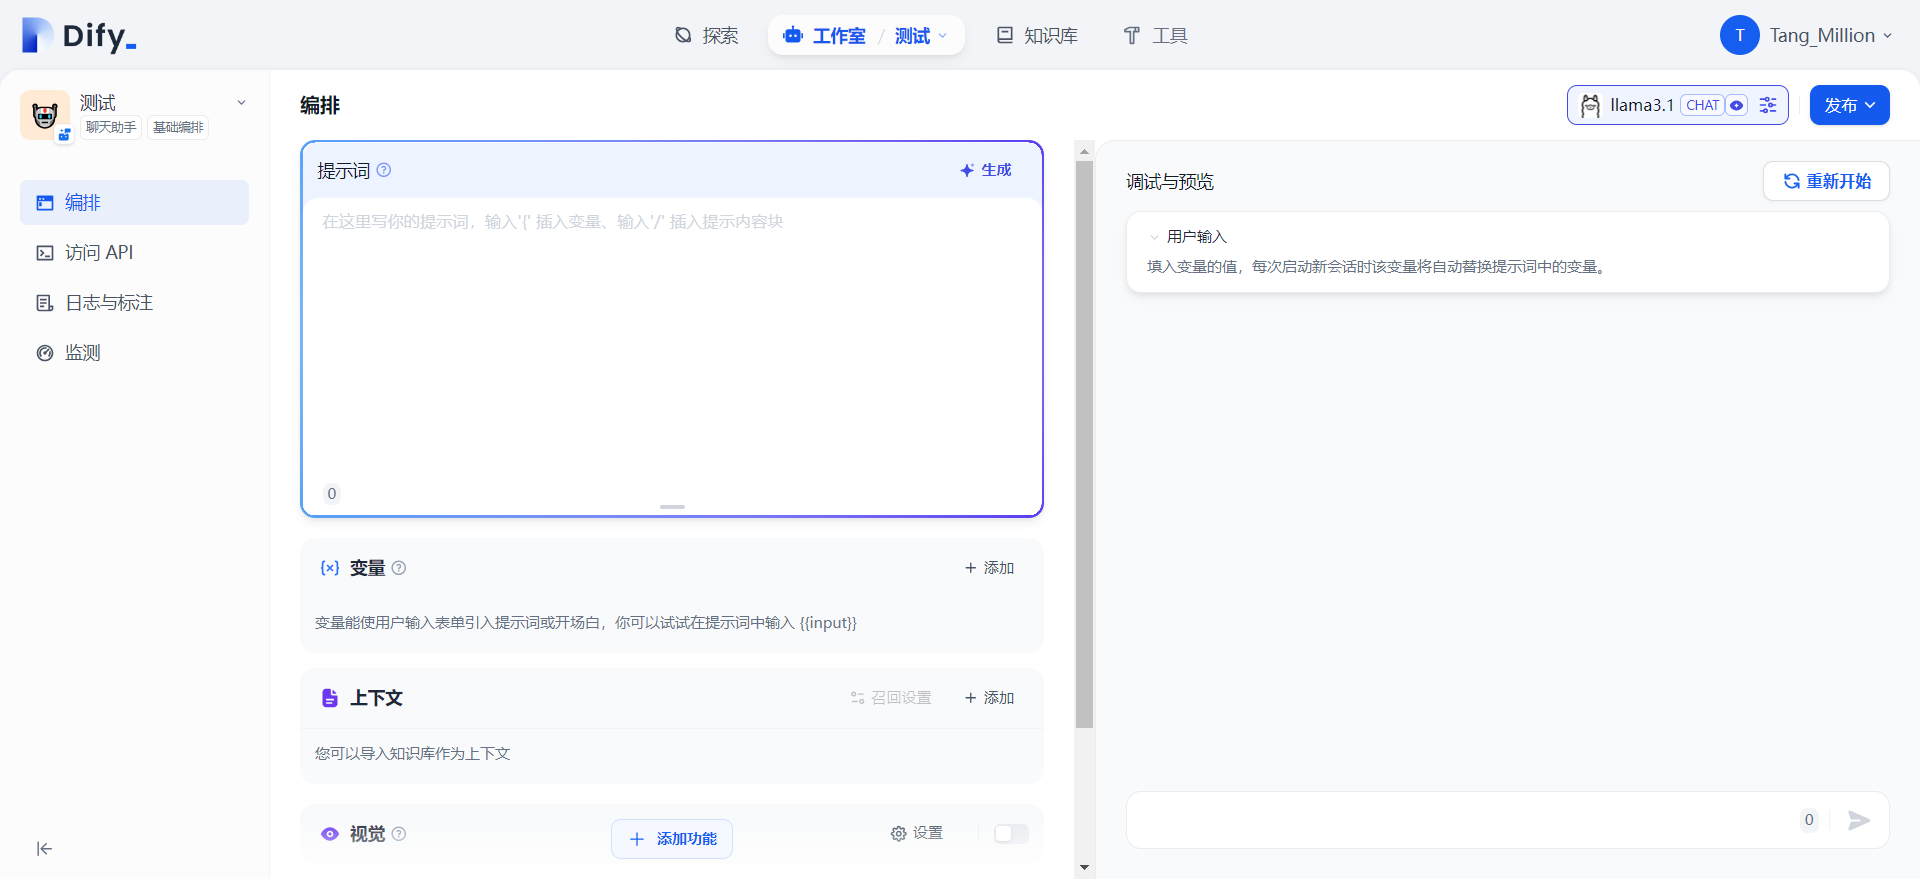 Dify_
探索
工作室 / 测试
知识库
工具
T
Tang_Million
测试
聊天助手 基础编排
编排
访问 API
日志与标注
监测
编排
llama3.1 CHAT
发布
提示词
生成
在这里写你的提示词，输入'{' 插入变量、输入'/' 插入提示内容块
0
{x} 变量
+ 添加
变量能使用户输入表单引入提示词或开场白，你可以试试在提示词中输入 {{input}}
上下文
召回设置
+ 添加
您可以导入知识库作为上下文
视觉
+ 添加功能
设置
调试与预览
重新开始
用户输入
填入变量的值，每次启动新会话时该变量将自动替换提示词中的变量。
0